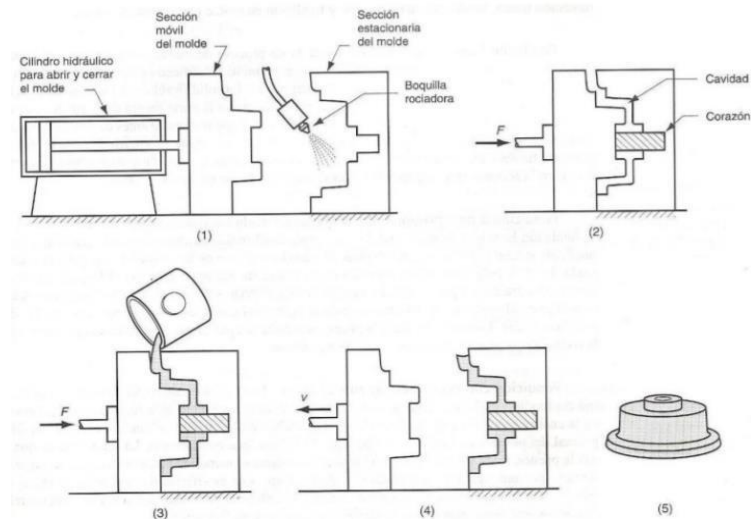 Sección
móvil
del molde
Sección
estacionaria
del molde
Cilindro hidráulico
para abrir y cerrar
el molde
Boquilla
rociadora
(1)
Cavidad
Corazón
F
(2)
F
(3)
v
(4)
(5)